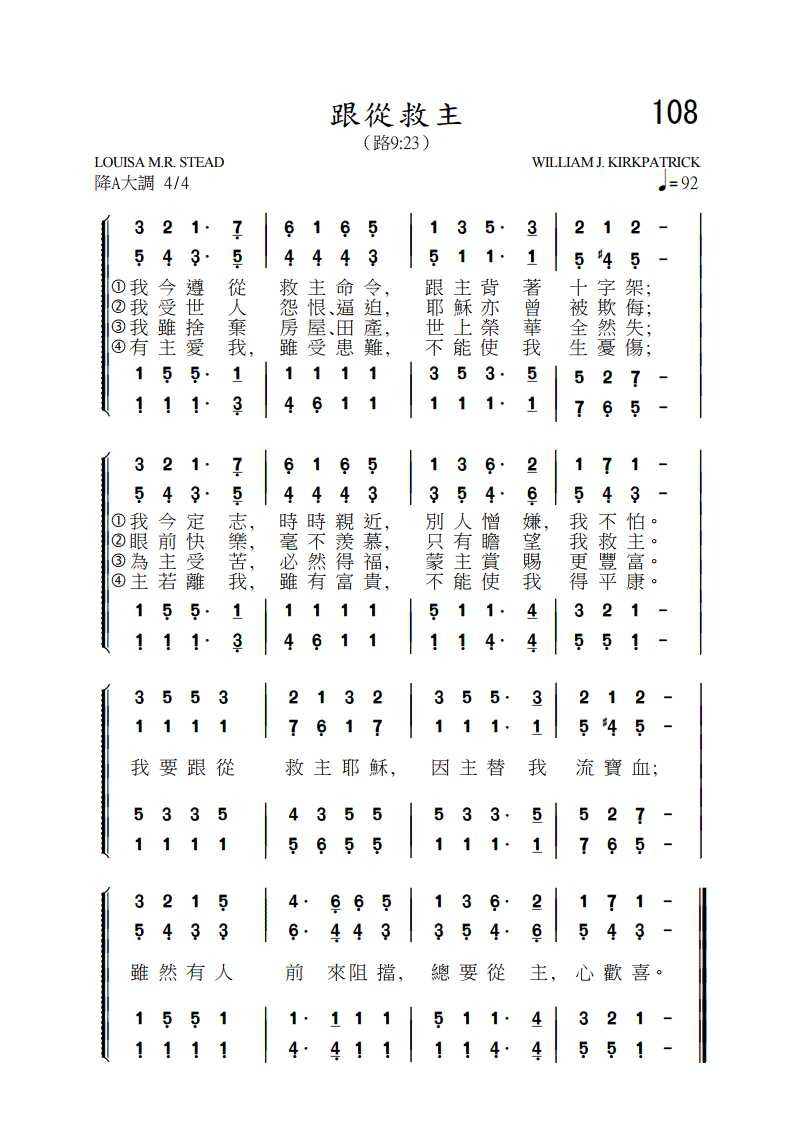 跟從救主
108
（路9:23）
LOUISA M.R. STEAD
WILLIAM J. KIRKPATRICK
降A大調 4/4
♩= 92
3 2 1· 7̣ | 6̣ 1 6̣ 5̣ | 1 3 5· 3 | 2 1 2 -
5̣ 4̣ 3̣· 5̣ | 4̣ 4̣ 4̣ 3̣ | 5̣ 1 1· 1 | 5̣ #4̣ 5̣ -
①我今遵從 救主命令, 跟主背著 十字架;
②我受世人 怨恨、逼迫, 耶穌亦曾 被欺侮;
③我雖捨棄 房屋、田產, 世上榮華 全然失;
④有主愛我, 雖受患難, 不能使我 生憂傷;
1 5̣ 5̣· 1 | 1 1 1 1 | 3 5 3· 5 | 5 2 7̣ -
1̣ 1̣ 1̣· 3̣ | 4̣ 6̣ 1 1 | 1 1 1· 1 | 7̣ 6̣ 5̣ -
3 2 1· 7̣ | 6̣ 1 6̣ 5̣ | 1 3 6̣· 2 | 1 7̣ 1 -
5̣ 4̣ 3̣· 5̣ | 4̣ 4̣ 4̣ 3̣ | 3̣ 5̣ 4̣· 6̣ | 5̣ 4̣ 3̣ -
①我今定志, 時時親近, 別人憎嫌, 我不怕。
②眼前快樂, 毫不羨慕, 只有瞻望 我救主。
③為主受苦, 必然得福, 蒙主賞賜 更豐富。
④主若離我, 雖有富貴, 不能使我 得平康。
1 5̣ 5̣· 1 | 1 1 1 1 | 5̣ 1 1· 4̣ | 3 2 1 -
1̣ 1̣ 1̣· 3̣ | 4̣ 6̣ 1 1 | 1̣ 1̣ 4̣· 4̣ | 5̣ 5̣ 1̣ -
3 5 5 3 | 2 1 3 2 | 3 5 5· 3 | 2 1 2 -
1 1 1 1 | 7̣ 6̣ 1 7̣ | 1 1 1· 1 | 5̣ #4̣ 5̣ -
我要跟從 救主耶穌, 因主替我 流寶血;
5 3 3 5 | 4 3 5 5 | 5 3 3· 5 | 5 2 7̣ -
1 1 1 1 | 5̣ 6̣ 5̣ 5̣ | 1 1 1· 1 | 7̣ 6̣ 5̣ -
3 2 1 5̣ | 4· 6̣ 6̣ 5̣ | 1 3 6̣· 2 | 1 7̣ 1 -
5̣ 4̣ 3̣ 3̣ | 6̣· 4̣ 4̣ 3̣ | 3̣ 5̣ 4̣· 6̣ | 5̣ 4̣ 3̣ -
雖然有人 前來阻擋, 總要從主, 心歡喜。
1 5̣ 5̣ 1 | 1· 1 1 1 | 5̣ 1 1· 4̣ | 3 2 1 -
1̣ 1̣ 1̣ 1̣ | 4̣· 4̣ 1̣ 1̣ | 1̣ 1̣ 4̣· 4̣ | 5̣ 5̣ 1̣ -